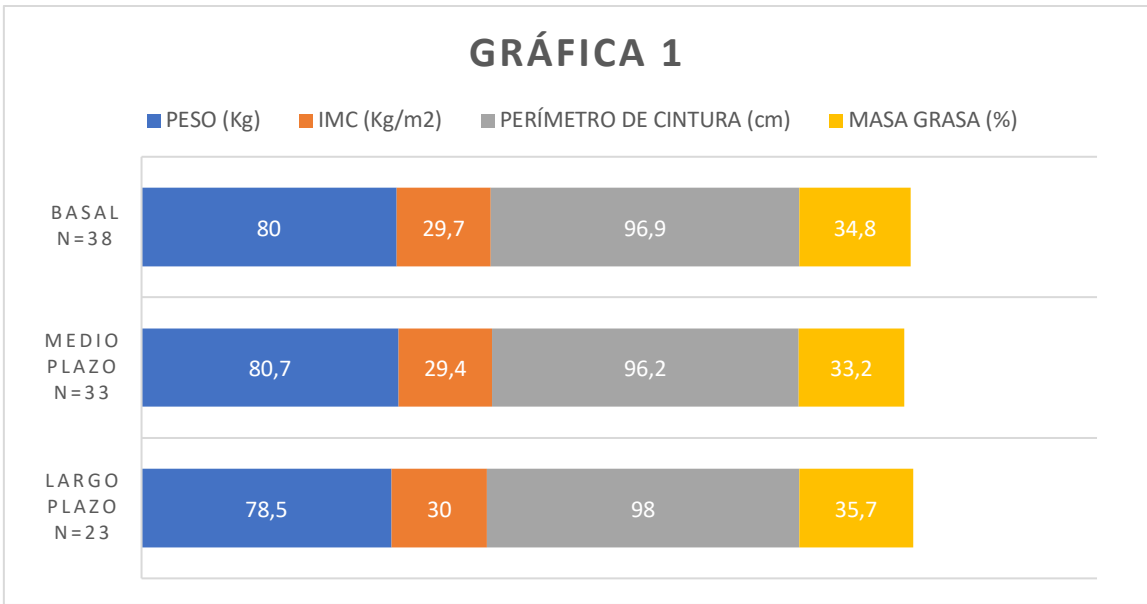 GRÁFICA 1
PESO (Kg) IMC (Kg/m2) PERÍMETRO DE CINTURA (cm) MASA GRASA (%)
BASAL
N=38
80 29,7 96,9 34,8
MEDIO
PLAZO
N=33
80,7 29,4 96,2 33,2
LARGO
PLAZO
N=23
78,5 30 98 35,7